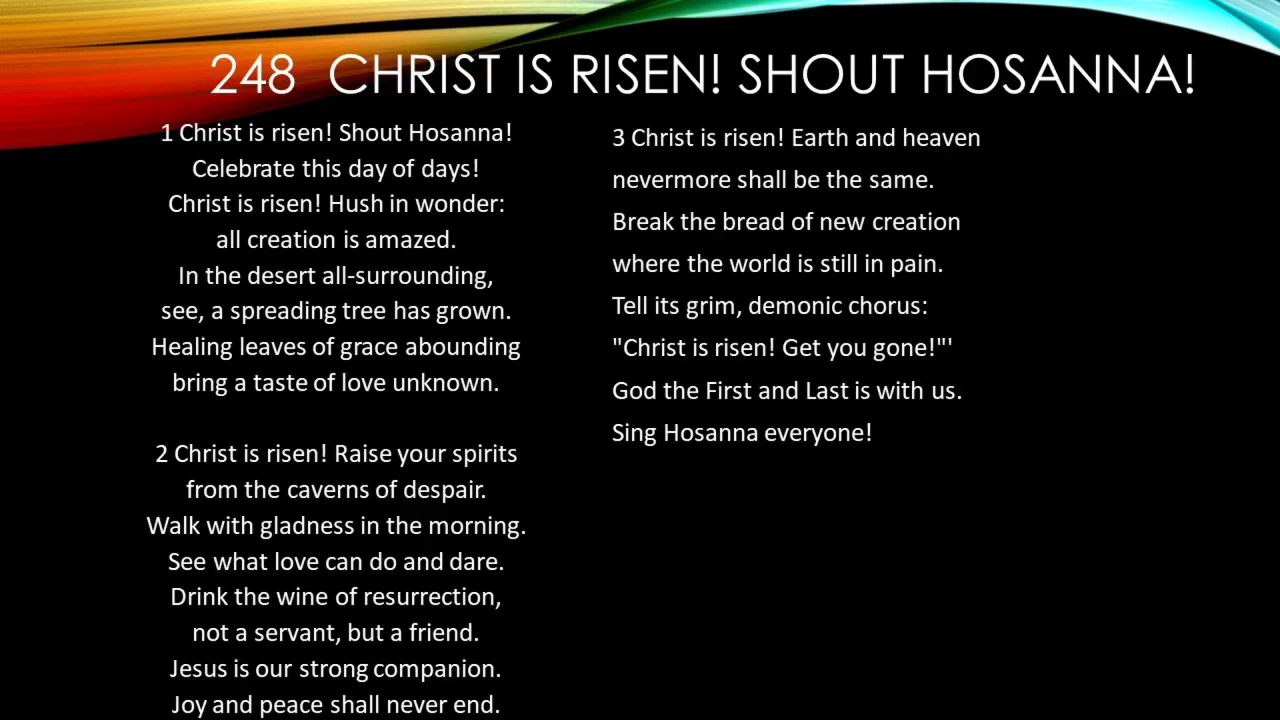 248 CHRIST IS RISEN! SHOUT HOSANNA!
1 Christ is risen! Shout Hosanna!
Celebrate this day of days!
Christ is risen! Hush in wonder:
all creation is amazed.
In the desert all-surrounding,
see, a spreading tree has grown.
Healing leaves of grace abounding
bring a taste of love unknown.
2 Christ is risen! Raise your spirits
from the caverns of despair.
Walk with gladness in the morning.
See what love can do and dare.
Drink the wine of resurrection,
not a servant, but a friend.
Jesus is our strong companion.
Joy and peace shall never end.
3 Christ is risen! Earth and heaven
nevermore shall be the same.
Break the bread of new creation
where the world is still in pain.
Tell its grim, demonic chorus:
"Christ is risen! Get you gone!"'
God the First and Last is with us.
Sing Hosanna everyone!